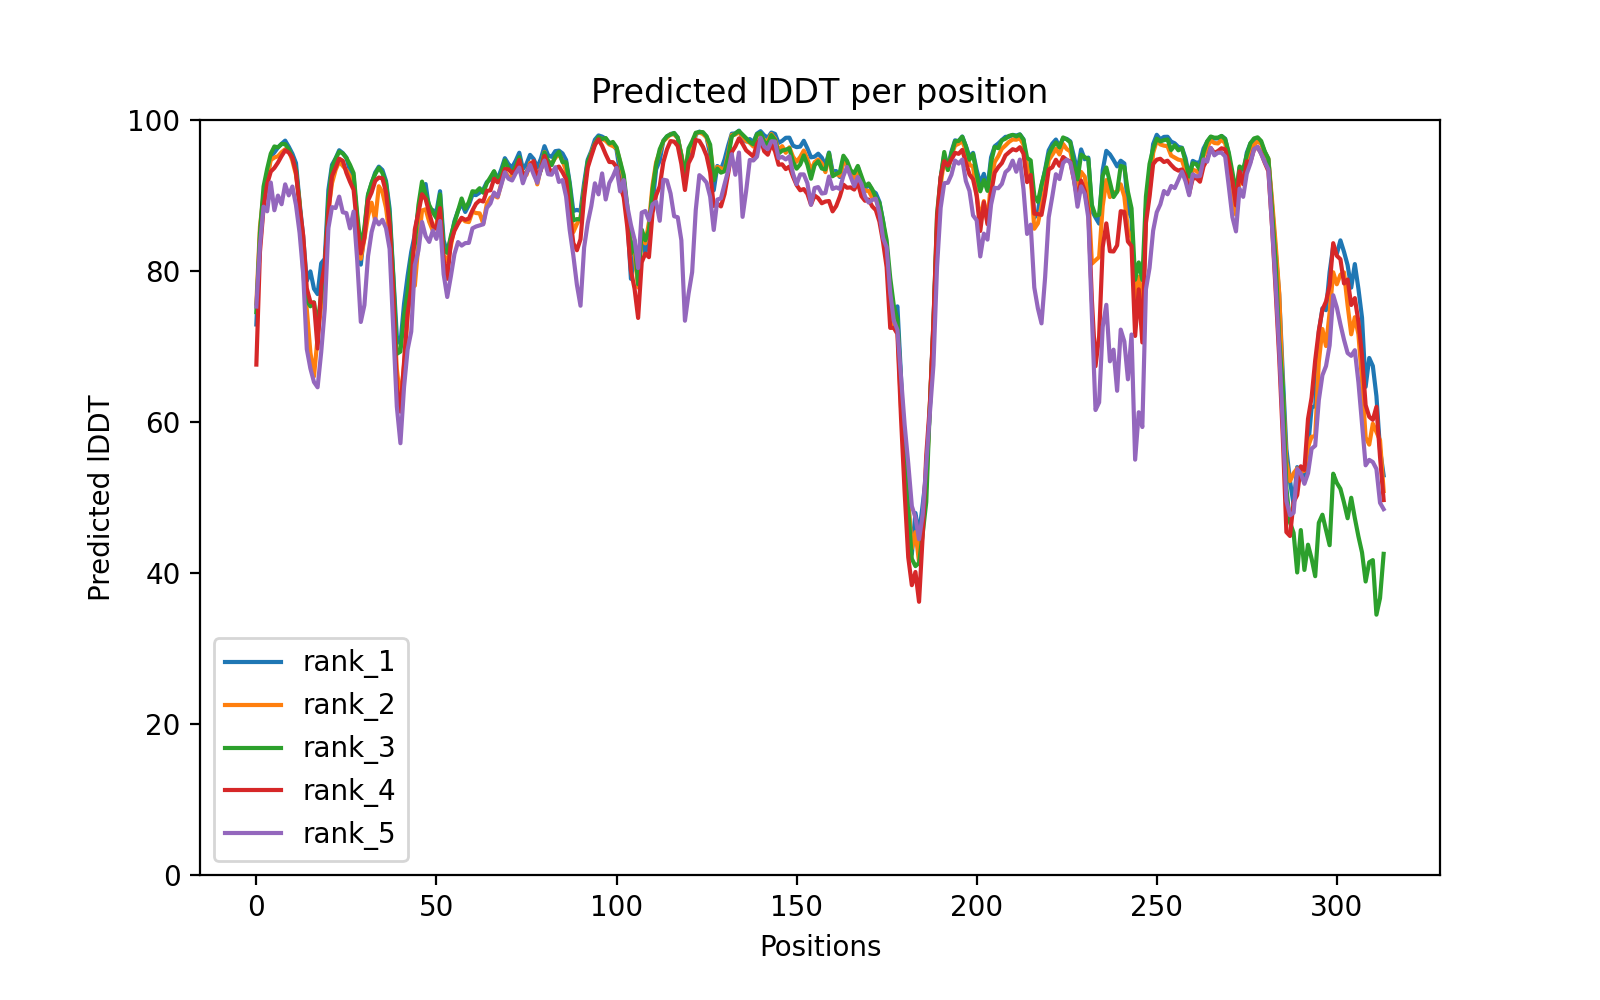 Predicted lDDT per position
100
80
60
40
20
0
Predicted lDDT
rank_1
rank_2
rank_3
rank_4
rank_5
0 50 100 150 200 250 300
Positions